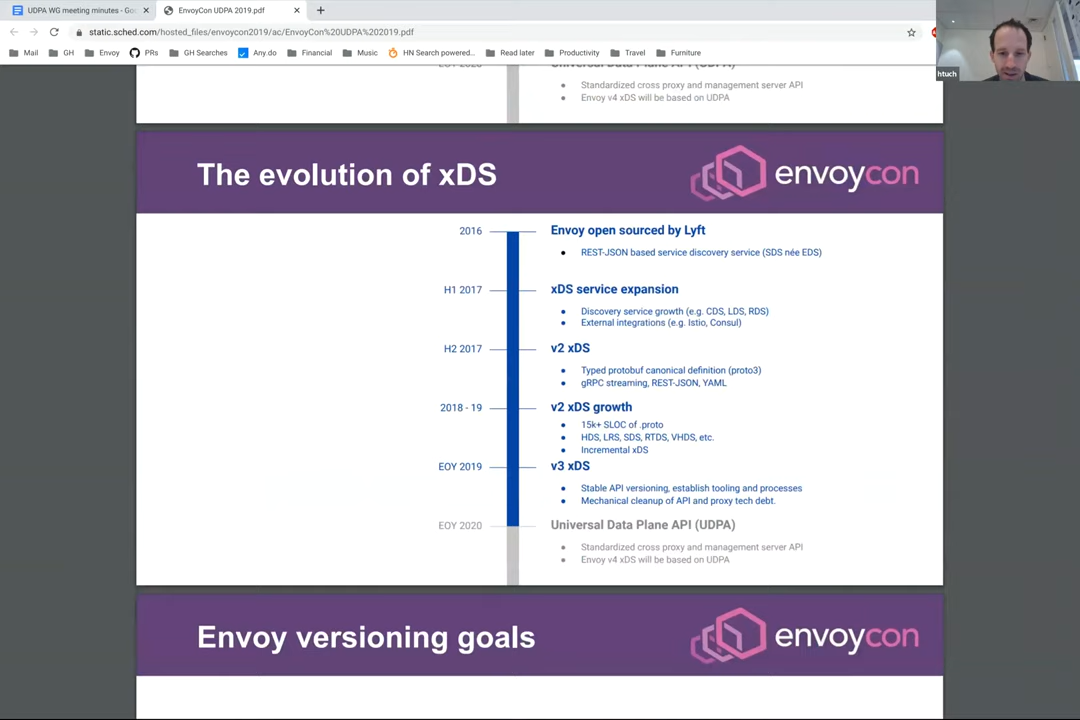 UDPA WG meeting minutes - Goo
EnvoyCon UDPA 2019.pdf
static.sched.com/hosted_files/envoycon2019/ac/EnvoyCon%20UDPA%202019.pdf
Mail
GH
Envoy
PRs
GH Searches
Any.do
Financial
Music
HN Search powered...
Read later
Productivity
Travel
Furniture
htuch
EOY 2020
Universal Data Plane API (UDPA)
• Standardized cross proxy and management server API
• Envoy v4 xDS will be based on UDPA
The evolution of xDS
envoycon
2016
Envoy open sourced by Lyft
• REST-JSON based service discovery service (SDS née EDS)
H1 2017
xDS service expansion
• Discovery service growth (e.g. CDS, LDS, RDS)
• External integrations (e.g. Istio, Consul)
H2 2017
v2 xDS
• Typed protobuf canonical definition (proto3)
• gRPC streaming, REST-JSON, YAML
2018 - 19
v2 xDS growth
• 15k+ SLOC of .proto
• HDS, LRS, SDS, RTDS, VHDS, etc.
• Incremental xDS
EOY 2019
v3 xDS
• Stable API versioning, establish tooling and processes
• Mechanical cleanup of API and proxy tech debt.
EOY 2020
Universal Data Plane API (UDPA)
• Standardized cross proxy and management server API
• Envoy v4 xDS will be based on UDPA
Envoy versioning goals
envoycon